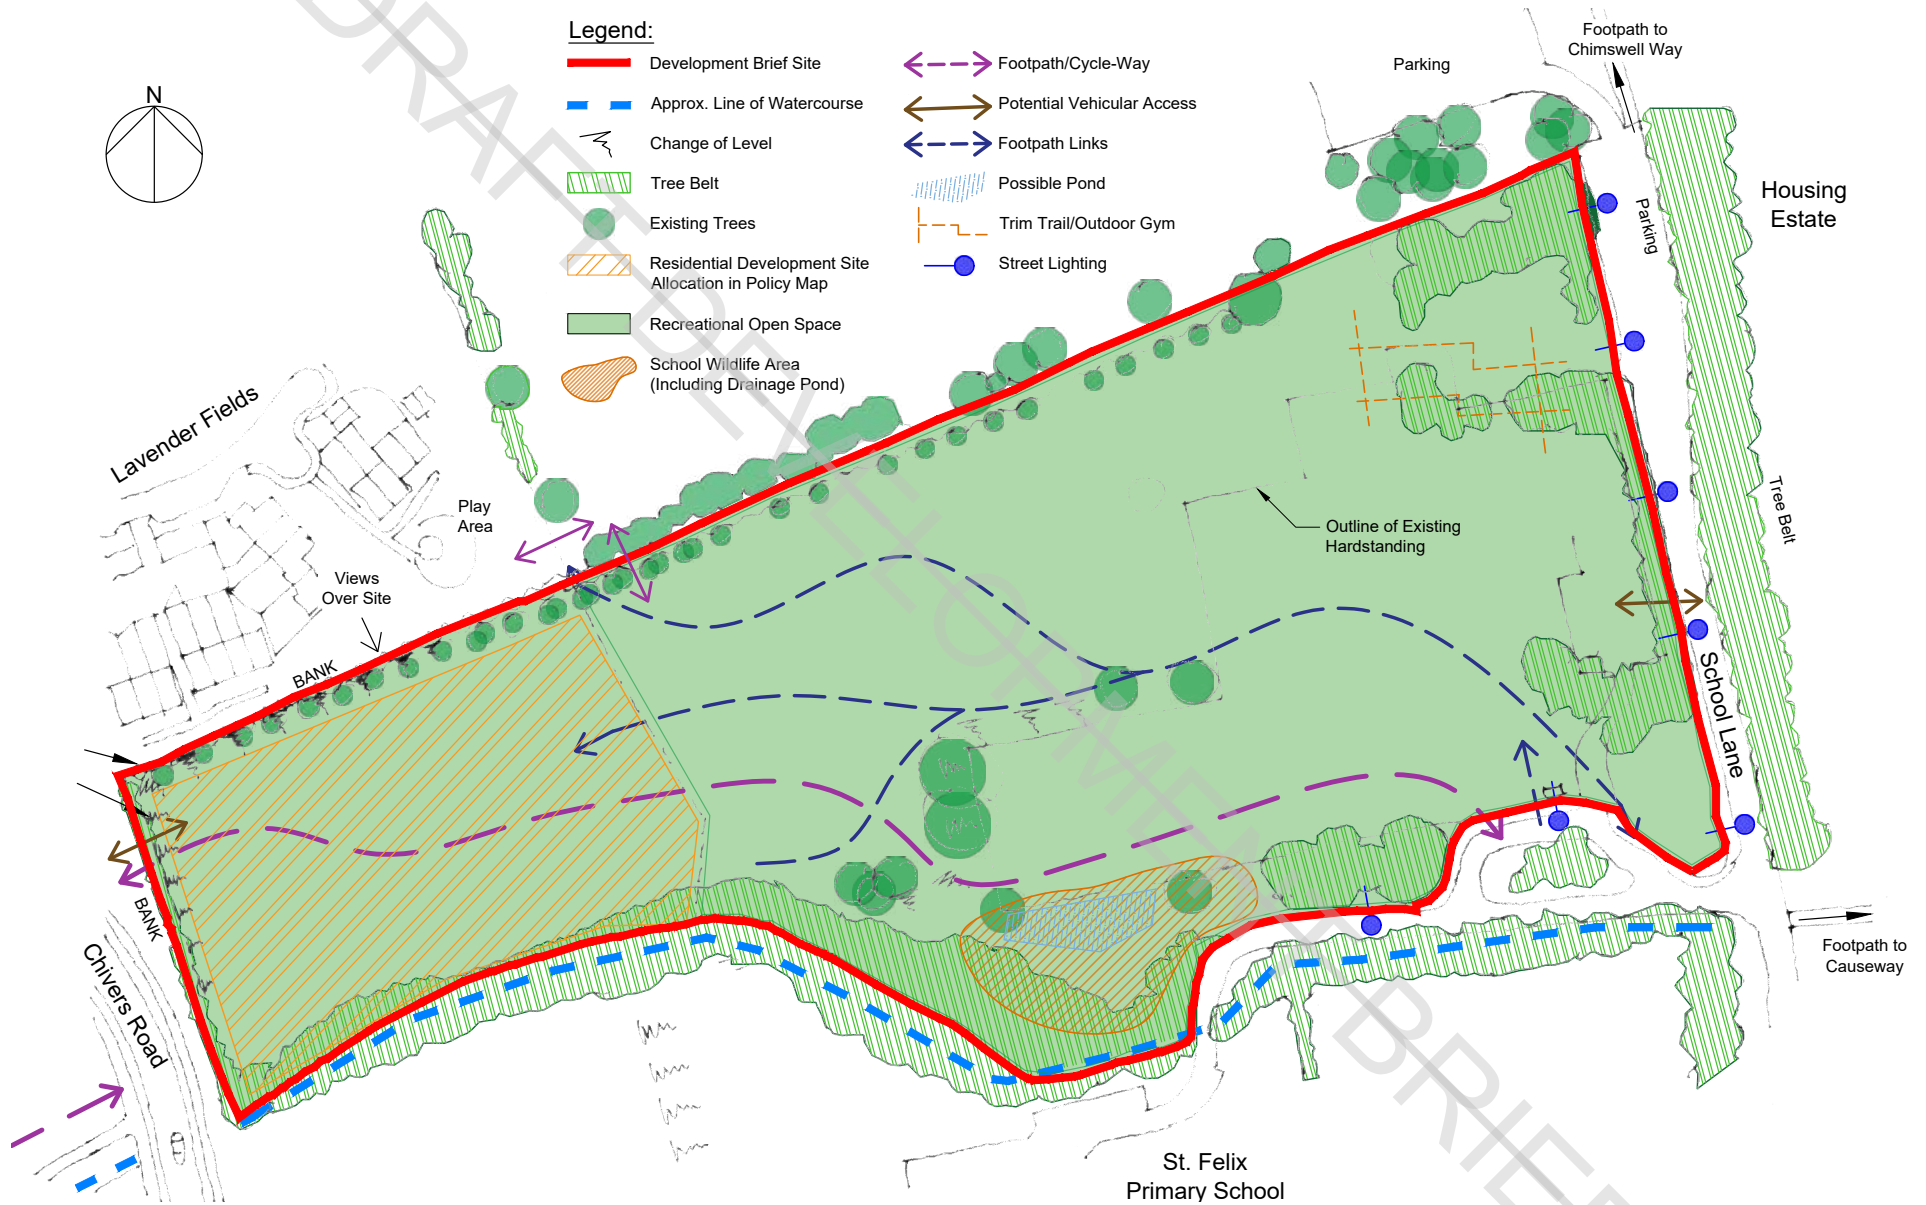 Legend:
Development Brief Site
Approx. Line of Watercourse
Change of Level
Tree Belt
Existing Trees
Residential Development Site
Allocation in Policy Map
Recreational Open Space
School Wildlife Area
(Including Drainage Pond)
Footpath/Cycle-Way
Potential Vehicular Access
Footpath Links
Possible Pond
Trim Trail/Outdoor Gym
Street Lighting
N
Parking
Footpath to
Chimswell Way
Housing
Estate
Parking
Lavender Fields
Play
Area
Views
Over Site
BANK
Outline of Existing
Hardstanding
Tree Belt
School Lane
BANK
Chivers Road
Footpath to
Causeway
St. Felix
Primary School
DRAFT DEVELOPMENT BRIEF